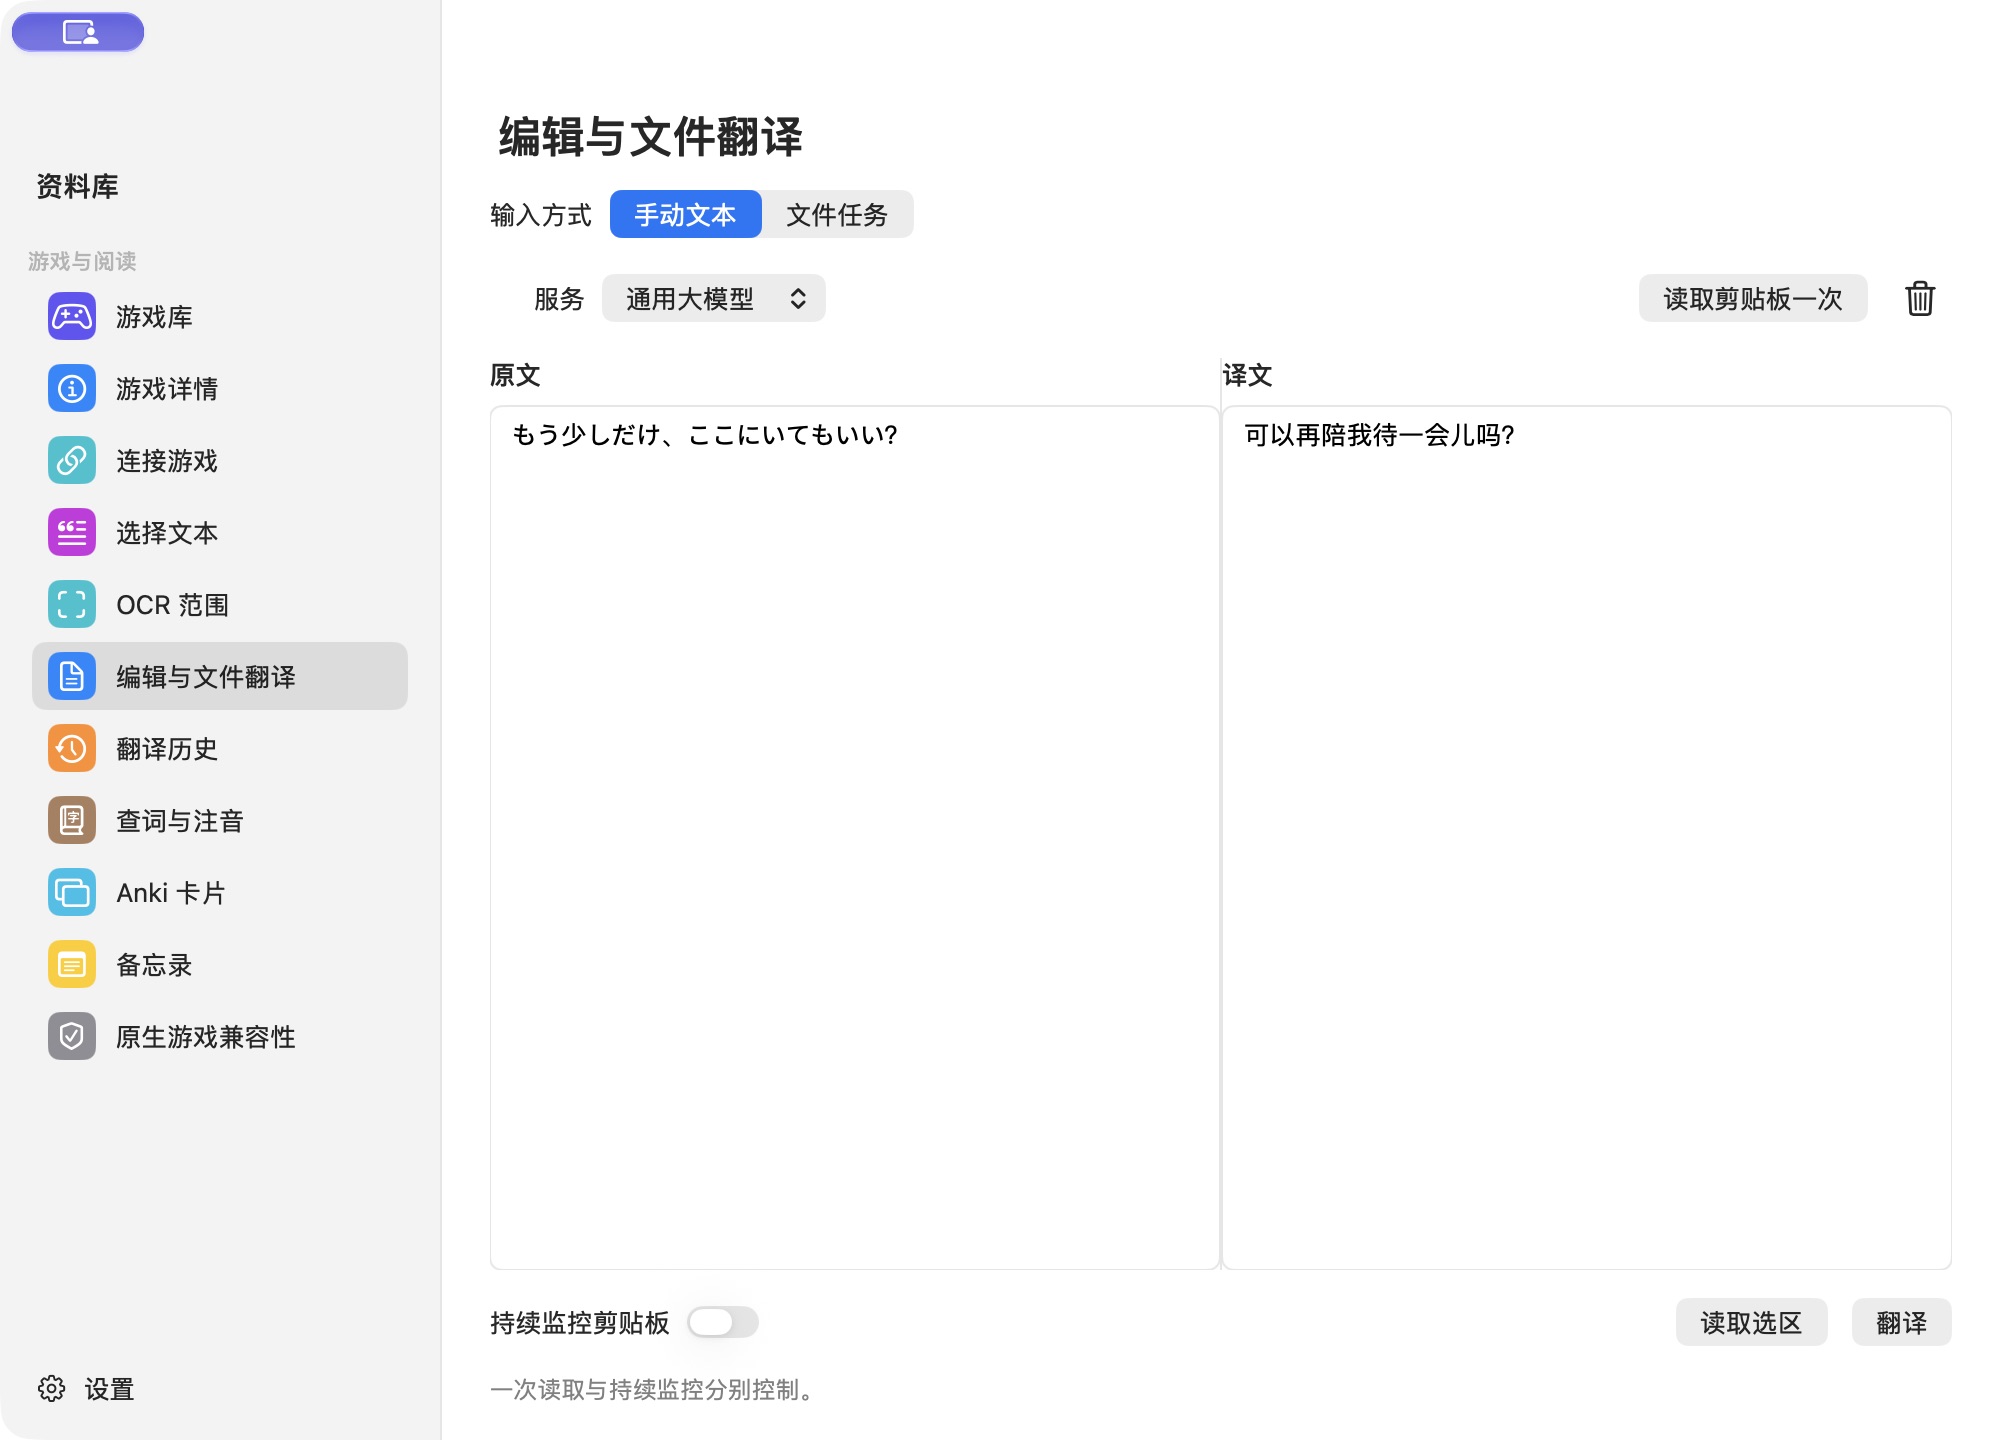 资料库
游戏与阅读
游戏库
游戏详情
连接游戏
选择文本
OCR 范围
编辑与文件翻译
翻译历史
查词与注音
Anki 卡片
备忘录
原生游戏兼容性
设置
编辑与文件翻译
输入方式 手动文本 文件任务
服务 通用大模型 读取剪贴板一次
原文 译文
もう少しだけ、ここにいてもいい? 可以再陪我待一会儿吗?
持续监控剪贴板 读取选区 翻译
一次读取与持续监控分别控制。